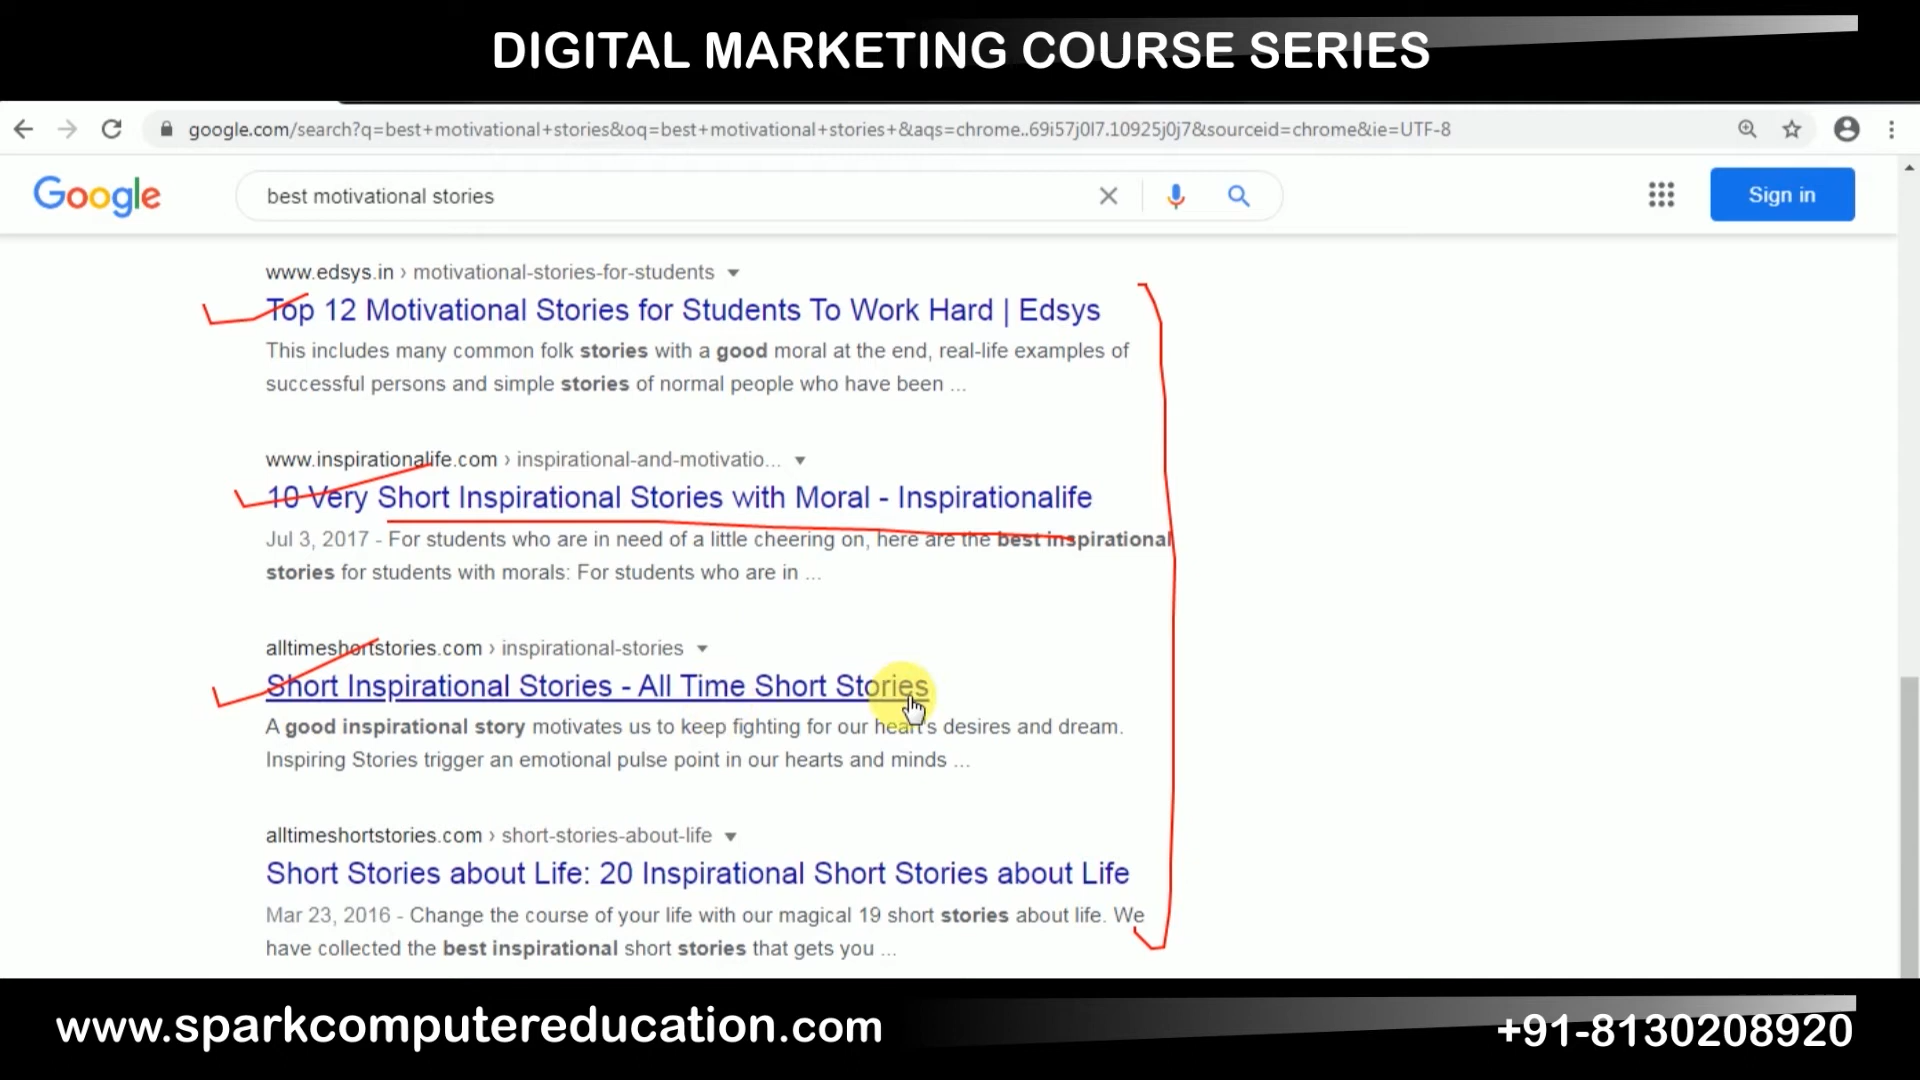 DIGITAL MARKETING COURSE SERIES
google.com/search?q=best+motivational+stories&oq=best+motivational+stories+&aqs=chrome..69i57j0l7.10925j0j7&sourceid=chrome&ie=UTF-8
Google
best motivational stories
Sign in
www.edsys.in › motivational-stories-for-students
Top 12 Motivational Stories for Students To Work Hard | Edsys
This includes many common folk stories with a good moral at the end, real-life examples of
successful persons and simple stories of normal people who have been ...
www.inspirationalife.com › inspirational-and-motivatio...
10 Very Short Inspirational Stories with Moral - Inspirationalife
Jul 3, 2017 - For students who are in need of a little cheering on, here are the best inspirational
stories for students with morals: For students who are in ...
alltimeshortstories.com › inspirational-stories
Short Inspirational Stories - All Time Short Stories
A good inspirational story motivates us to keep fighting for our heart's desires and dream.
Inspiring Stories trigger an emotional pulse point in our hearts and minds ...
alltimeshortstories.com › short-stories-about-life
Short Stories about Life: 20 Inspirational Short Stories about Life
Mar 23, 2016 - Change the course of your life with our magical 19 short stories about life. We
have collected the best inspirational short stories that gets you ...
www.sparkcomputereducation.com
+91-8130208920